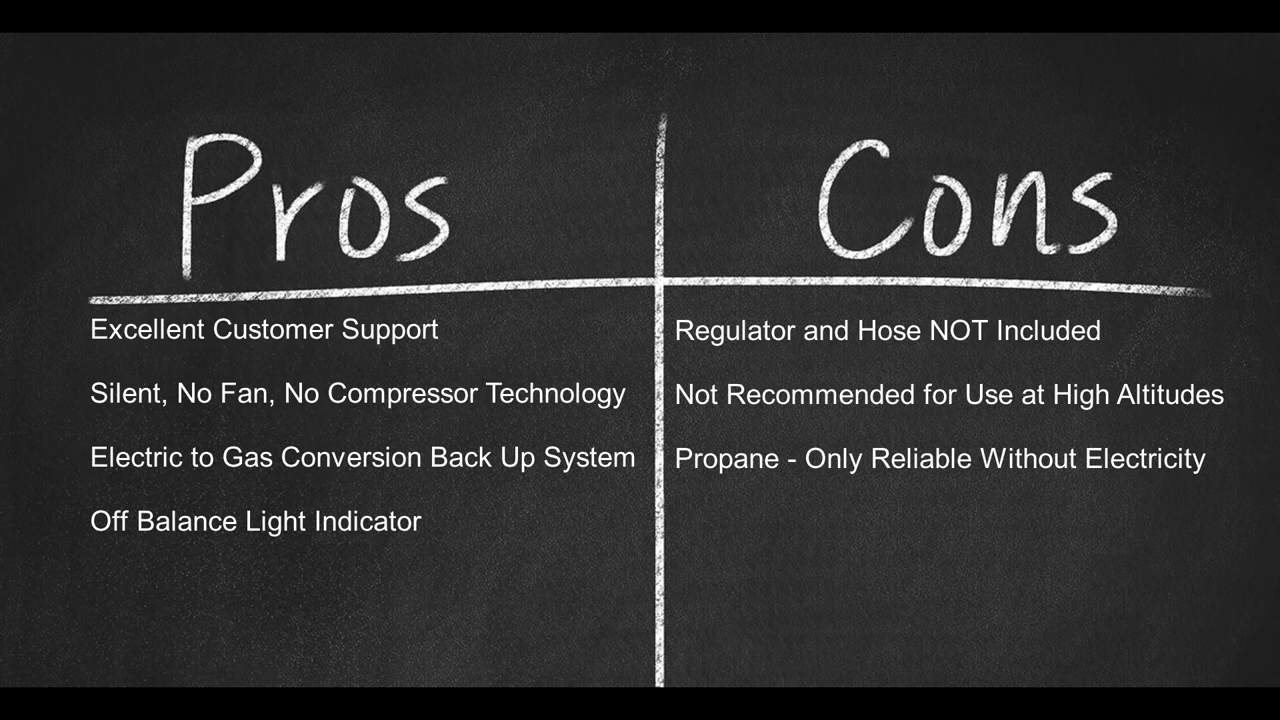 Pros
Cons
Excellent Customer Support
Silent, No Fan, No Compressor Technology
Electric to Gas Conversion Back Up System
Off Balance Light Indicator
Regulator and Hose NOT Included
Not Recommended for Use at High Altitudes
Propane - Only Reliable Without Electricity